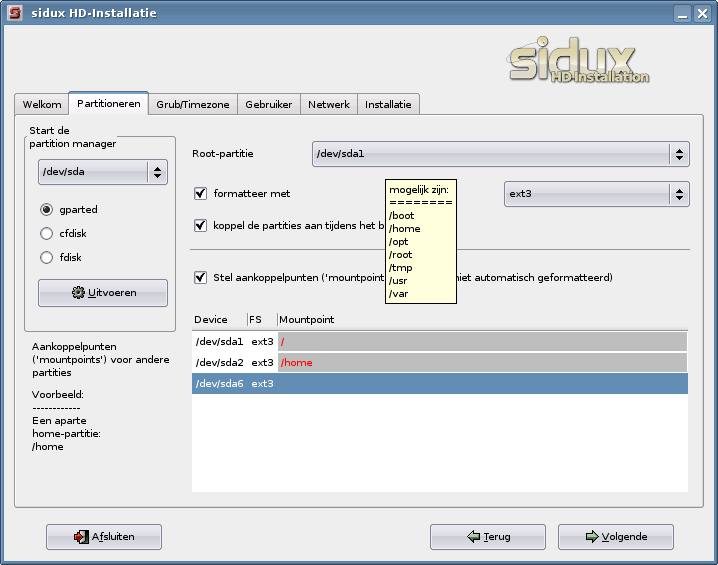 sidux HD-Installatie
sidux
HD-Installation
Welkom
Partitioneren
Grub/Timezone
Gebruiker
Netwerk
Installatie
Start de
partition manager
/dev/sda
gparted
cfdisk
fdisk
Uitvoeren
Aankoppelpunten
('mountpoints') voor andere
partities
Voorbeeld:
------------
Een aparte
home-partitie:
/home
Root-partitie
/dev/sda1
formatteer met
ext3
koppel de partities aan tijdens het b
mogelijk zijn:
========
/boot
/home
/opt
/root
/tmp
/usr
/var
Stel aankoppelpunten ('mountpoint niet automatisch geformatteerd)
Device FS Mountpoint
/dev/sda1 ext3 /
/dev/sda2 ext3 /home
/dev/sda6 ext3
Afsluiten
Terug
Volgende